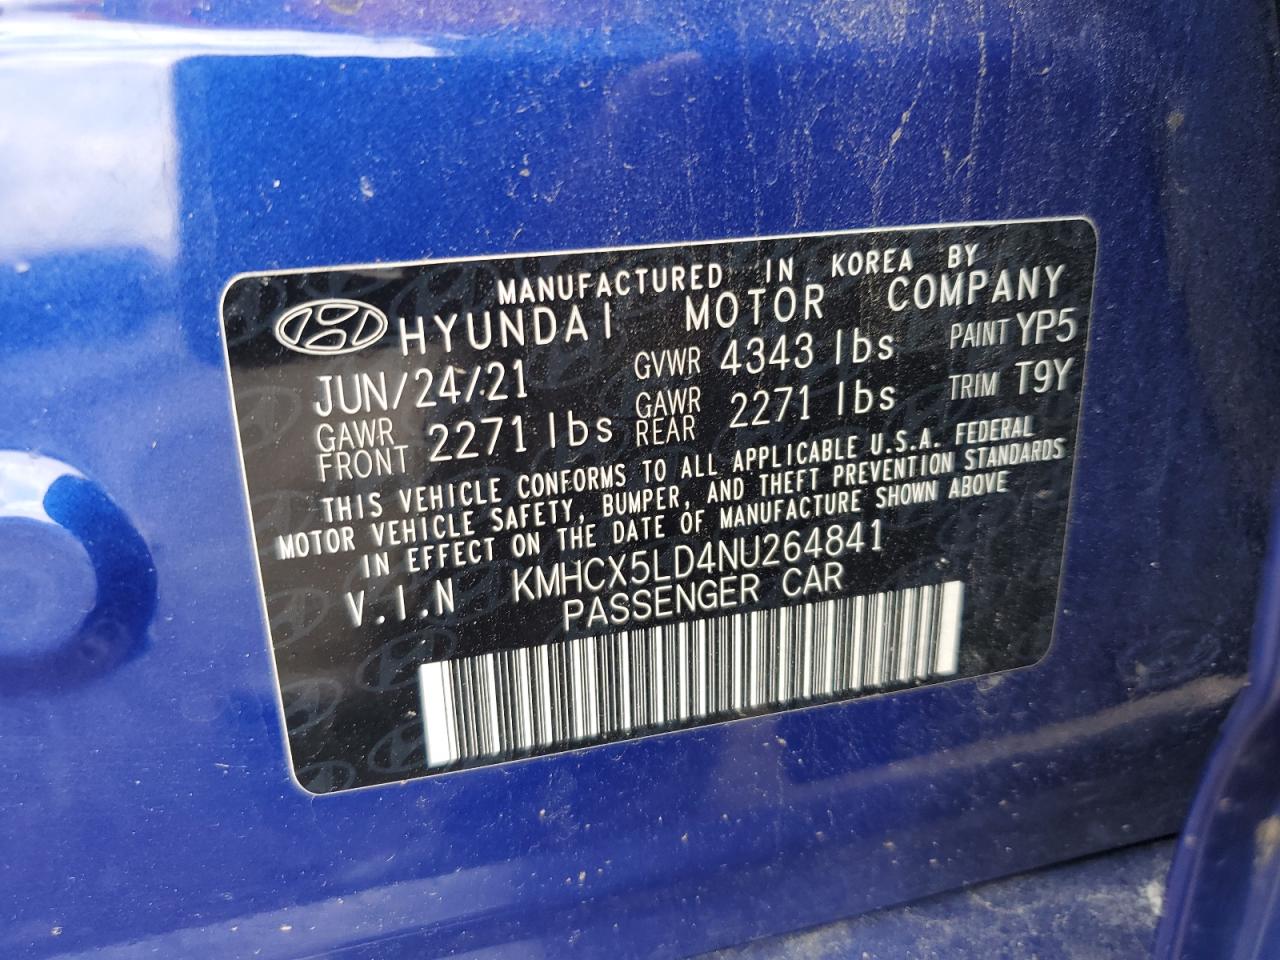 MANUFACTURED IN KOREA BY
HYUNDAI MOTOR COMPANY
JUN/24/21 GVWR 4343 lbs PAINT YP5
GAWR FRONT 2271 lbs GAWR REAR 2271 lbs TRIM T9Y
THIS VEHICLE CONFORMS TO ALL APPLICABLE U.S.A. FEDERAL
MOTOR VEHICLE SAFETY, BUMPER, AND THEFT PREVENTION STANDARDS
IN EFFECT ON THE DATE OF MANUFACTURE SHOWN ABOVE
V.I.N KMHCX5LD4NU264841
PASSENGER CAR